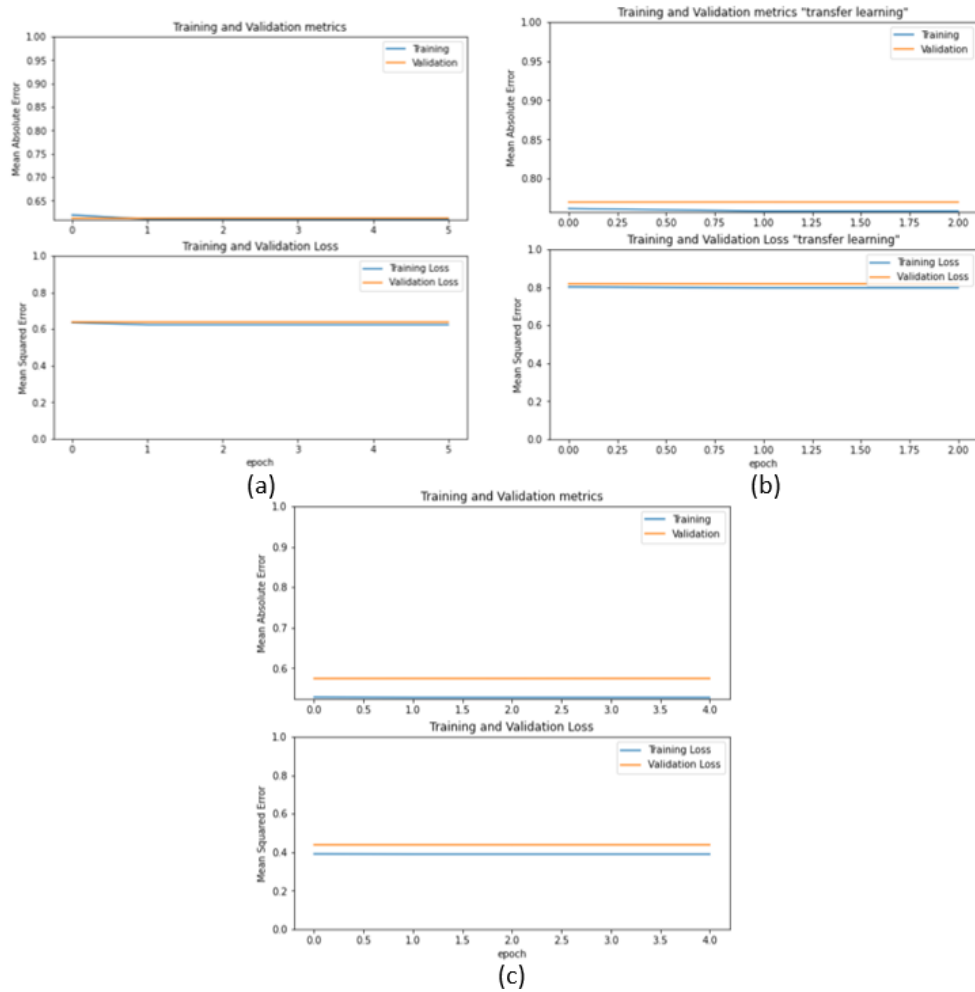 Training and Validation metrics
1.00
0.95
0.90
0.85
0.80
0.75
0.70
0.65
Mean Absolute Error
Training
Validation
0
1
2
3
4
5
Training and Validation Loss
1.0
0.8
0.6
0.4
0.2
0.0
Mean Squared Error
Training Loss
Validation Loss
0
1
2
3
4
5
epoch
(a)
Training and Validation metrics "transfer learning"
1.00
0.95
0.90
0.85
0.80
Mean Absolute Error
Training
Validation
0.00
0.25
0.50
0.75
1.00
1.25
1.50
1.75
2.00
Training and Validation Loss "transfer learning"
1.0
0.8
0.6
0.4
0.2
0.0
Mean Squared Error
Training Loss
Validation Loss
0.00
0.25
0.50
0.75
1.00
1.25
1.50
1.75
2.00
epoch
(b)
Training and Validation metrics
1.0
0.9
0.8
0.7
0.6
Mean Absolute Error
Training
Validation
0.0
0.5
1.0
1.5
2.0
2.5
3.0
3.5
4.0
Training and Validation Loss
1.0
0.8
0.6
0.4
0.2
0.0
Mean Squared Error
Training Loss
Validation Loss
0.0
0.5
1.0
1.5
2.0
2.5
3.0
3.5
4.0
epoch
(c)